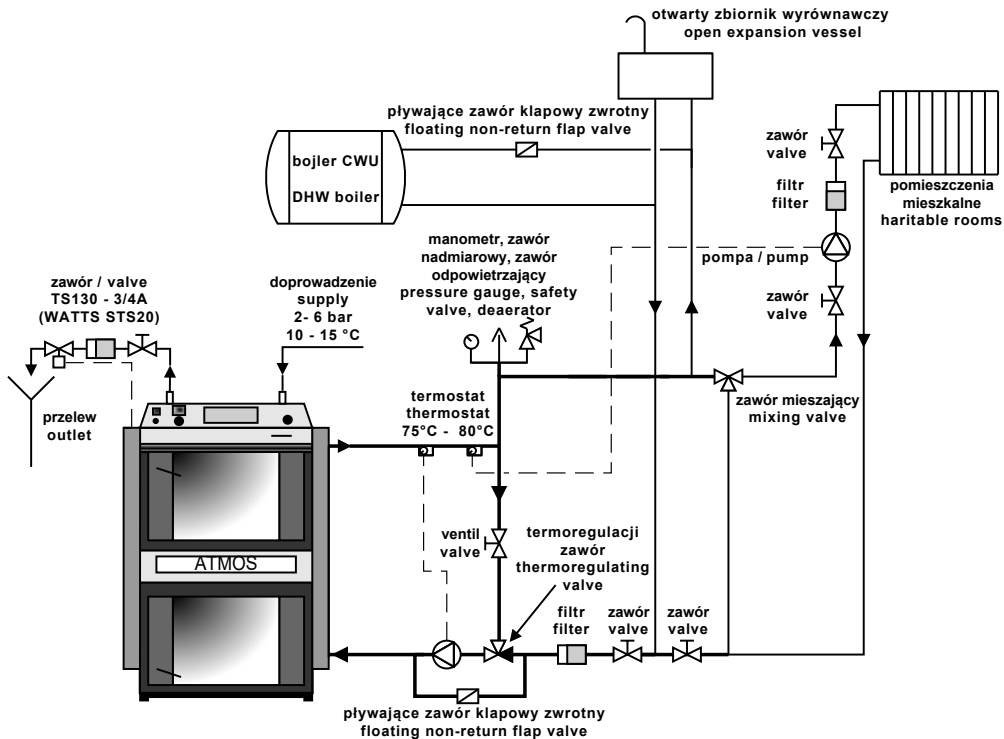 otwarty zbiornik wyrównawczy
open expansion vessel
pływające zawór klapowy zwrotny
floating non-return flap valve
bojler CWU
DHW boiler
zawór
valve
filtr
filter
pomieszczenia
mieszkalne
haritable rooms
manometr, zawór
nadmiarowy, zawór
odpowietrzający
pressure gauge, safety
valve, deaerator
pompa / pump
zawór
valve
zawór / valve
TS130 - 3/4A
(WATTS STS20)
doprowadzenie
supply
2- 6 bar
10 - 15 °C
przelew
outlet
termostat
thermostat
75°C - 80°C
zawór mieszający
mixing valve
ventil
valve
termoregulacji
zawór
thermoregulating
valve
ATMOS
filtr
filter
zawór
valve
zawór
valve
pływające zawór klapowy zwrotny
floating non-return flap valve